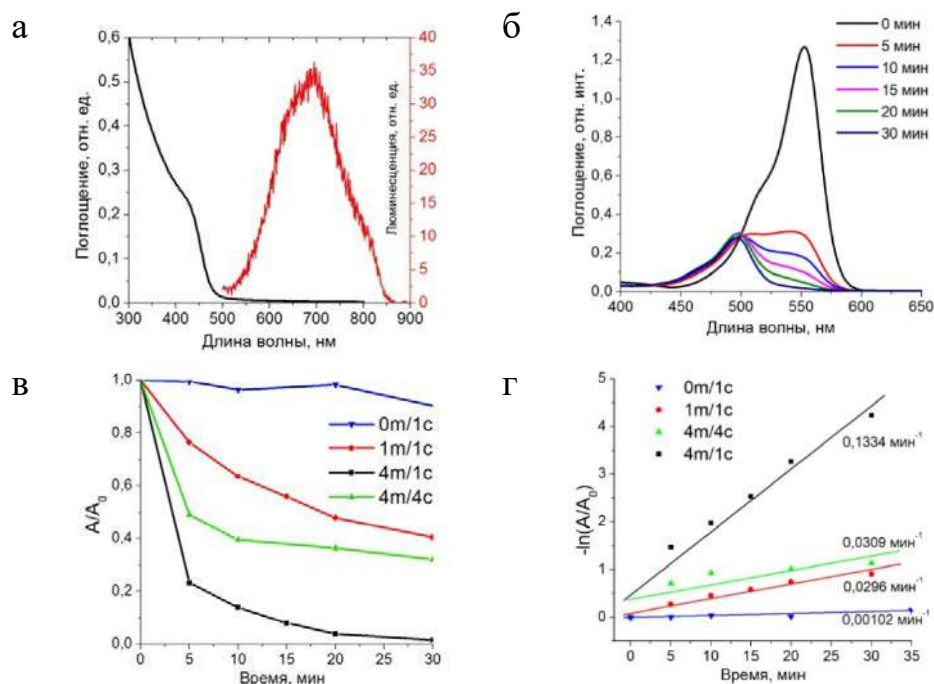 а
Поглощение, отн. ед.
0,6
0,5
0,4
0,3
0,2
0,1
0,0
300 400 500 600 700 800 900
Длина волны, нм
40
35
30
25
20
15
10
5
0
Люминесценция, отн. ед.
б
Поглощение, отн. инт.
1,4
1,2
1,0
0,8
0,6
0,4
0,2
0,0
400 450 500 550 600 650
Длина волны, нм
0 мин
5 мин
10 мин
15 мин
20 мин
30 мин
в
A/A0
1,0
0,8
0,6
0,4
0,2
0,0
0 5 10 15 20 25 30
Время, мин
0m/1c
1m/1c
4m/1c
4m/4c
г
-ln(A/A0)
5
4
3
2
1
0
0 5 10 15 20 25 30 35
Время, мин
0m/1c
1m/1c
4m/4c
4m/1c
0,1334 мин-1
0,0309 мин-1
0,0296 мин-1
0,00102 мин-1